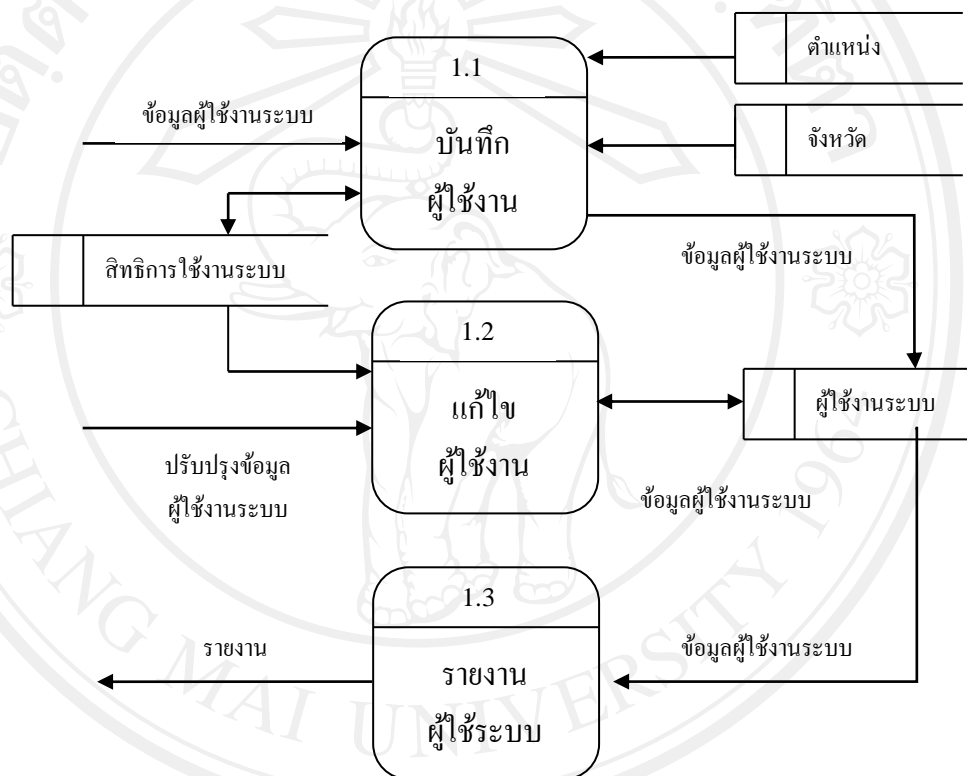 ตำแหน่ง
1.1
ข้อมูลผู้ใช้งานระบบ
บันทึก
ผู้ใช้งาน
จังหวัด
สิทธิการใช้งานระบบ
ข้อมูลผู้ใช้งานระบบ
1.2
แก้ไข
ผู้ใช้งาน
ผู้ใช้งานระบบ
ปรับปรุงข้อมูล
ผู้ใช้งานระบบ
ข้อมูลผู้ใช้งานระบบ
1.3
รายงาน
รายงาน
ผู้ใช้ระบบ
ข้อมูลผู้ใช้งานระบบ
CHIANG MAI UNIVERSITY 1964